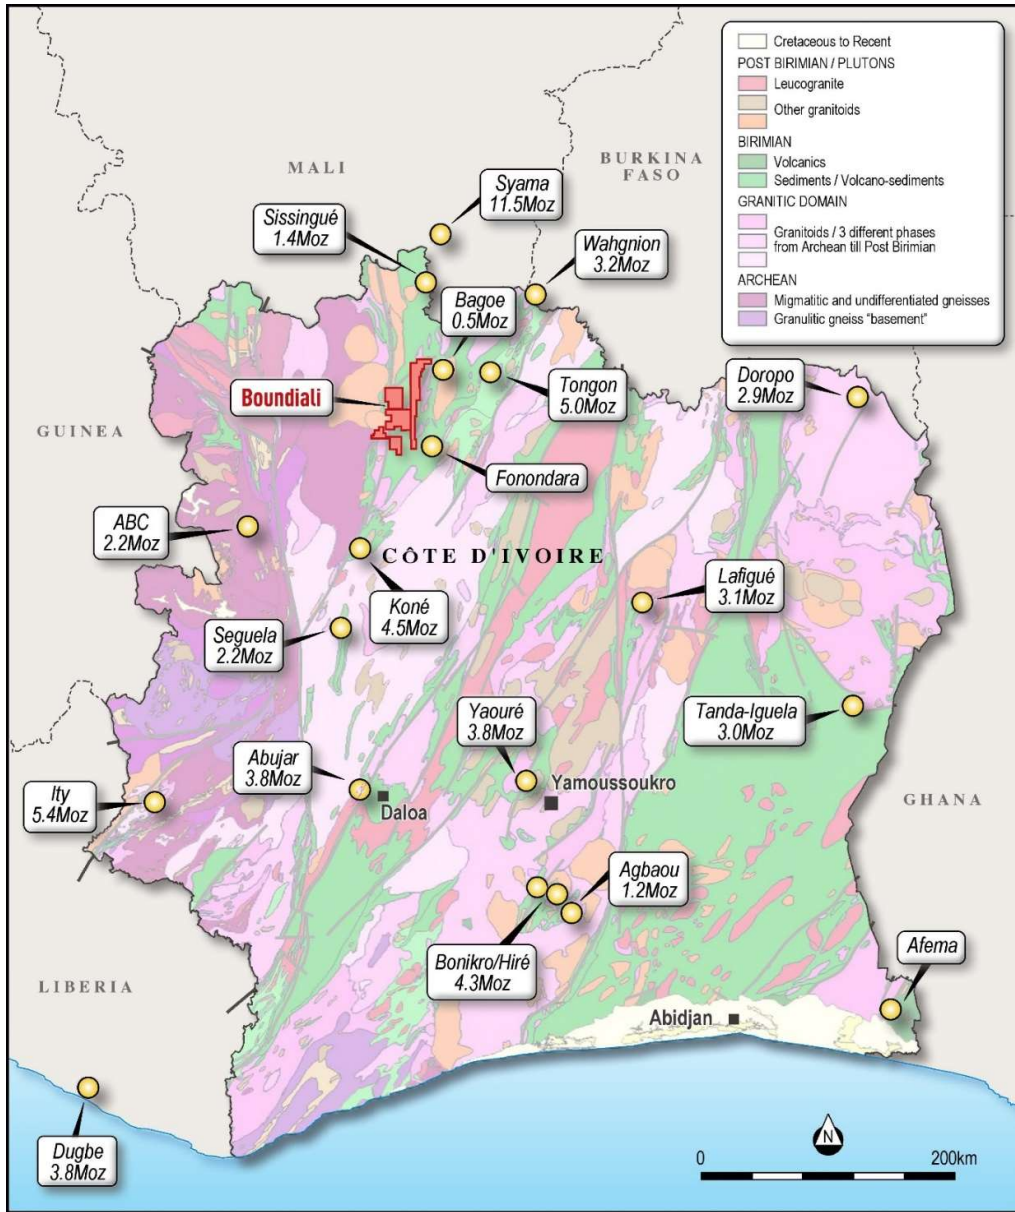 Cretaceous to Recent
POST BIRIMIAN / PLUTONS
Leucogranite
Other granitoids
BIRIMIAN
Volcanics
Sediments / Volcano-sediments
GRANITIC DOMAIN
Granitoids / 3 different phases
from Archean till Post Birimian
ARCHEAN
Migmatitic and undifferentiated gneisses
Granulitic gneiss "basement"
MALI
BURKINA
FASO
Syama
11.5Moz
Sissingué
1.4Moz
Wahgnion
3.2Moz
Bagoe
0.5Moz
Boundiali
Tongon
5.0Moz
Doropo
2.9Moz
GUINEA
Fonondara
ABC
2.2Moz
CÔTE D'IVOIRE
Koné
4.5Moz
Lafigué
3.1Moz
Seguela
2.2Moz
Yaouré
3.8Moz
Tanda-Iguela
3.0Moz
Abujar
3.8Moz
Yamoussoukro
Daloa
Ity
5.4Moz
GHANA
Agbaou
1.2Moz
Bonikro/Hiré
4.3Moz
Afema
LIBERIA
Abidjan
Dugbe
3.8Moz
N
0
200km